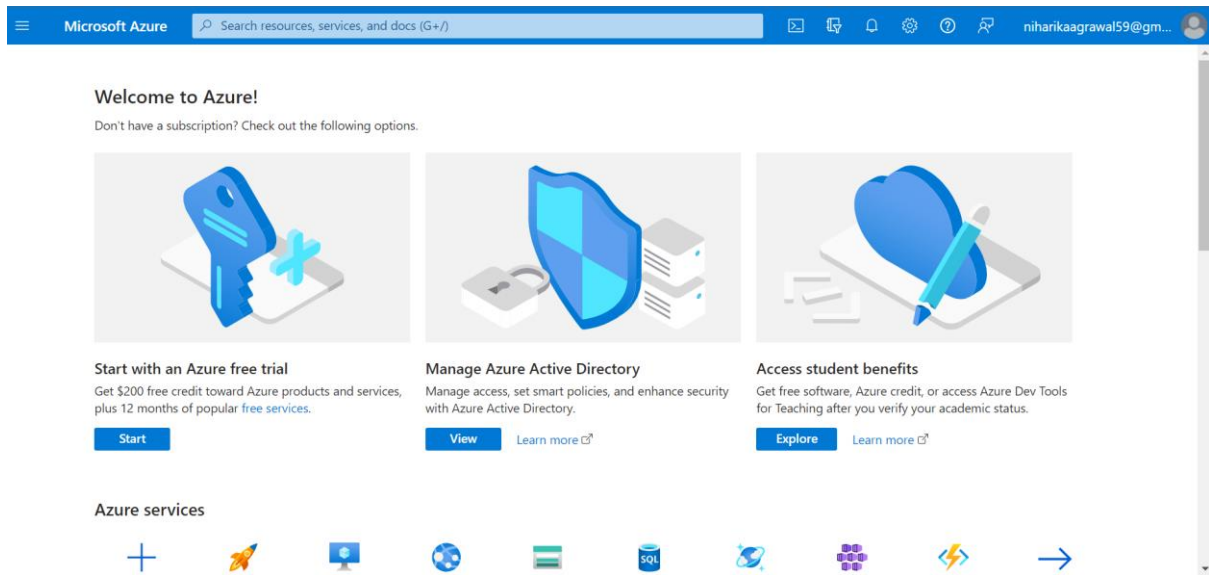 Microsoft Azure
Search resources, services, and docs (G+/)
niharikaagrawal59@gm...
Welcome to Azure!
Don't have a subscription? Check out the following options.
Start with an Azure free trial
Get $200 free credit toward Azure products and services,
plus 12 months of popular free services.
Start
Manage Azure Active Directory
Manage access, set smart policies, and enhance security
with Azure Active Directory.
View
Learn more
Access student benefits
Get free software, Azure credit, or access Azure Dev Tools
for Teaching after you verify your academic status.
Explore
Learn more
Azure services
SQL